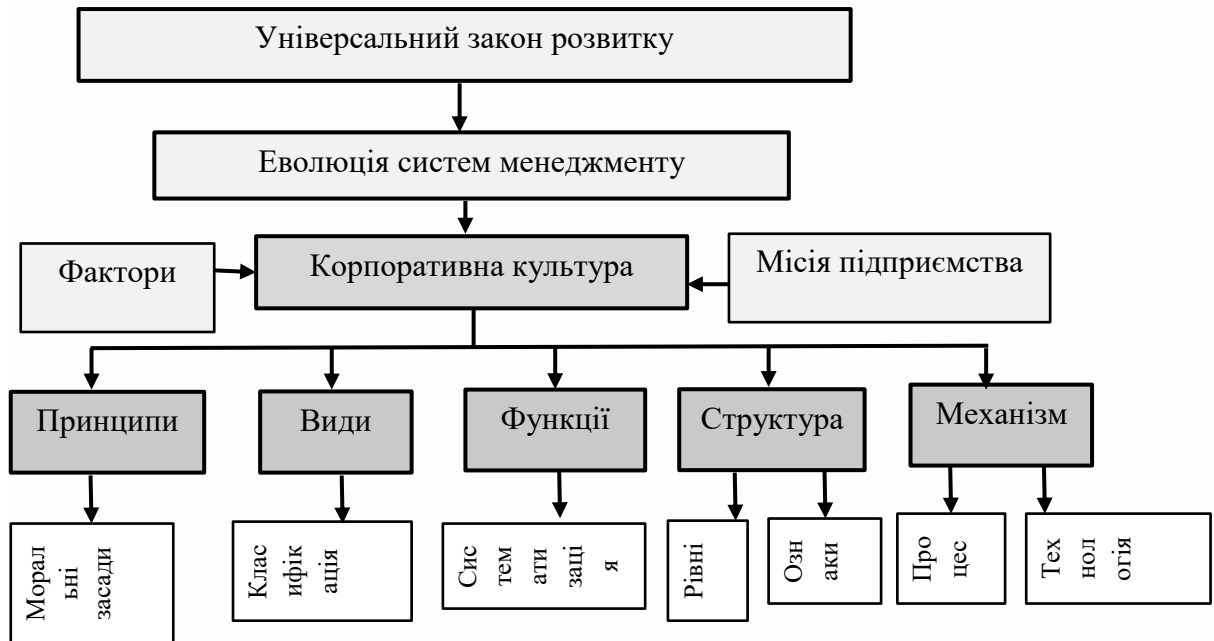 Універсальний закон розвитку
Еволюція систем менеджменту
Фактори
Корпоративна культура
Місія підприємства
Принципи
Види
Функції
Структура
Механізм
Морал
ьні
засади
Клас
ифік
ація
Сис
тем
ати
заці
я
Рівні
Озн
аки
Про
цес
Тех
нол
огія